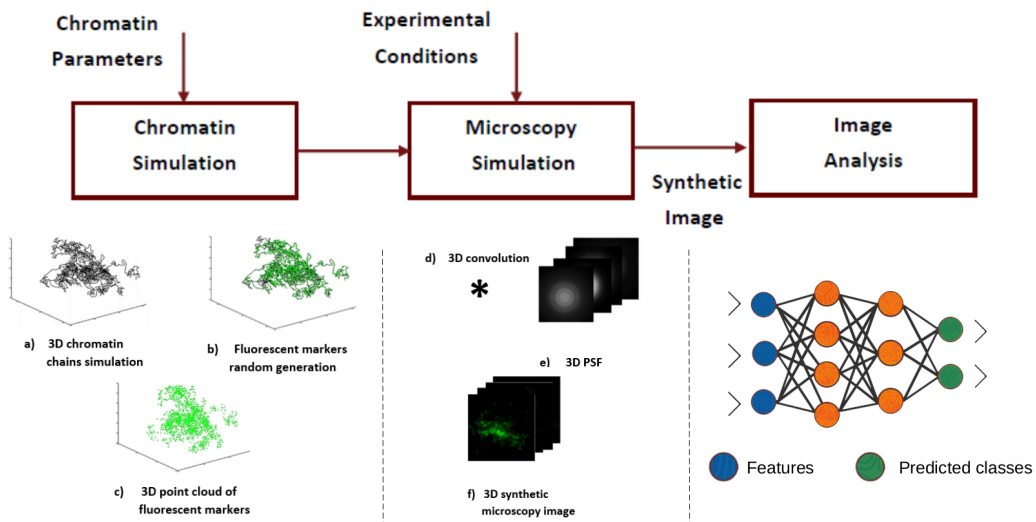 Chromatin
Parameters
Experimental
Conditions
Chromatin
Simulation
Microscopy
Simulation
Image
Analysis
Synthetic
Image
a) 3D chromatin
chains simulation
b) Fluorescent markers
random generation
c) 3D point cloud of
fluorescent markers
d) 3D convolution
*
e) 3D PSF
f) 3D synthetic
microscopy image
Features
Predicted classes